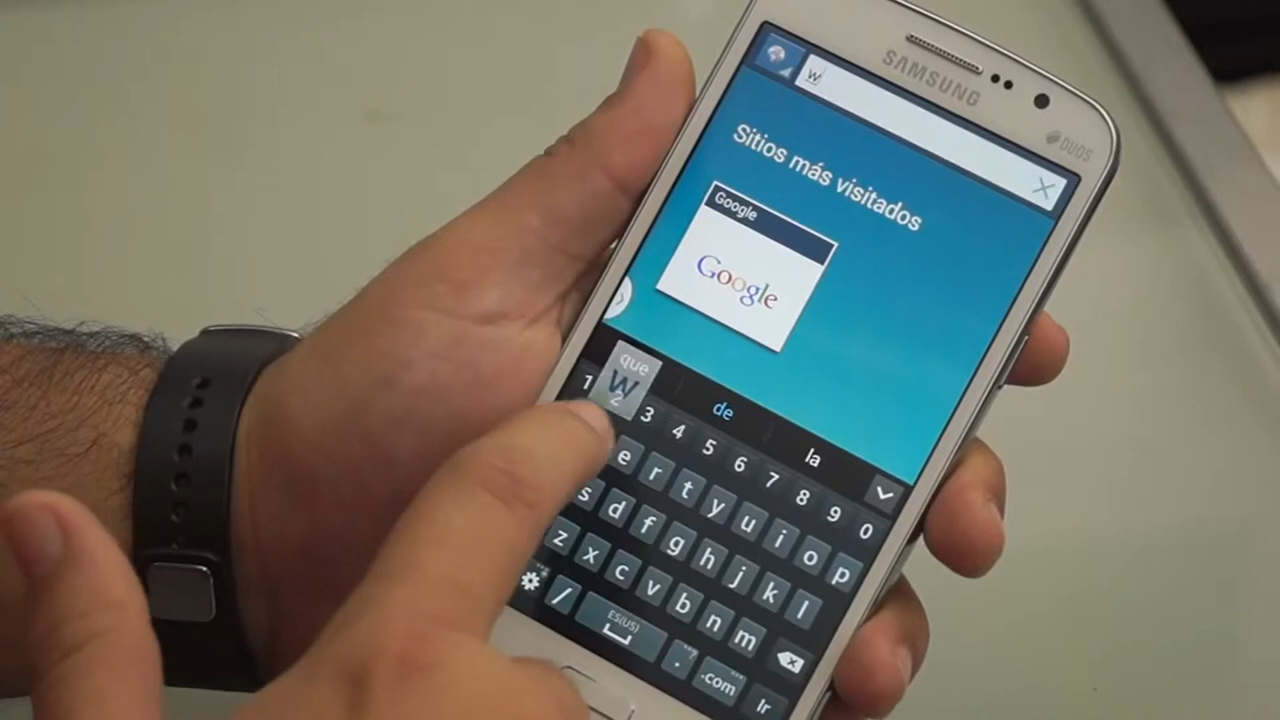 SAMSUNG
DUOS
w
Sitios más visitados
Google
Google
que
de
la
W
2
1 3 4 5 6 7 8 9 0
e r t y u i o p
s d f g h j k l
z x c v b n m
/ ES(US) . .com Ir